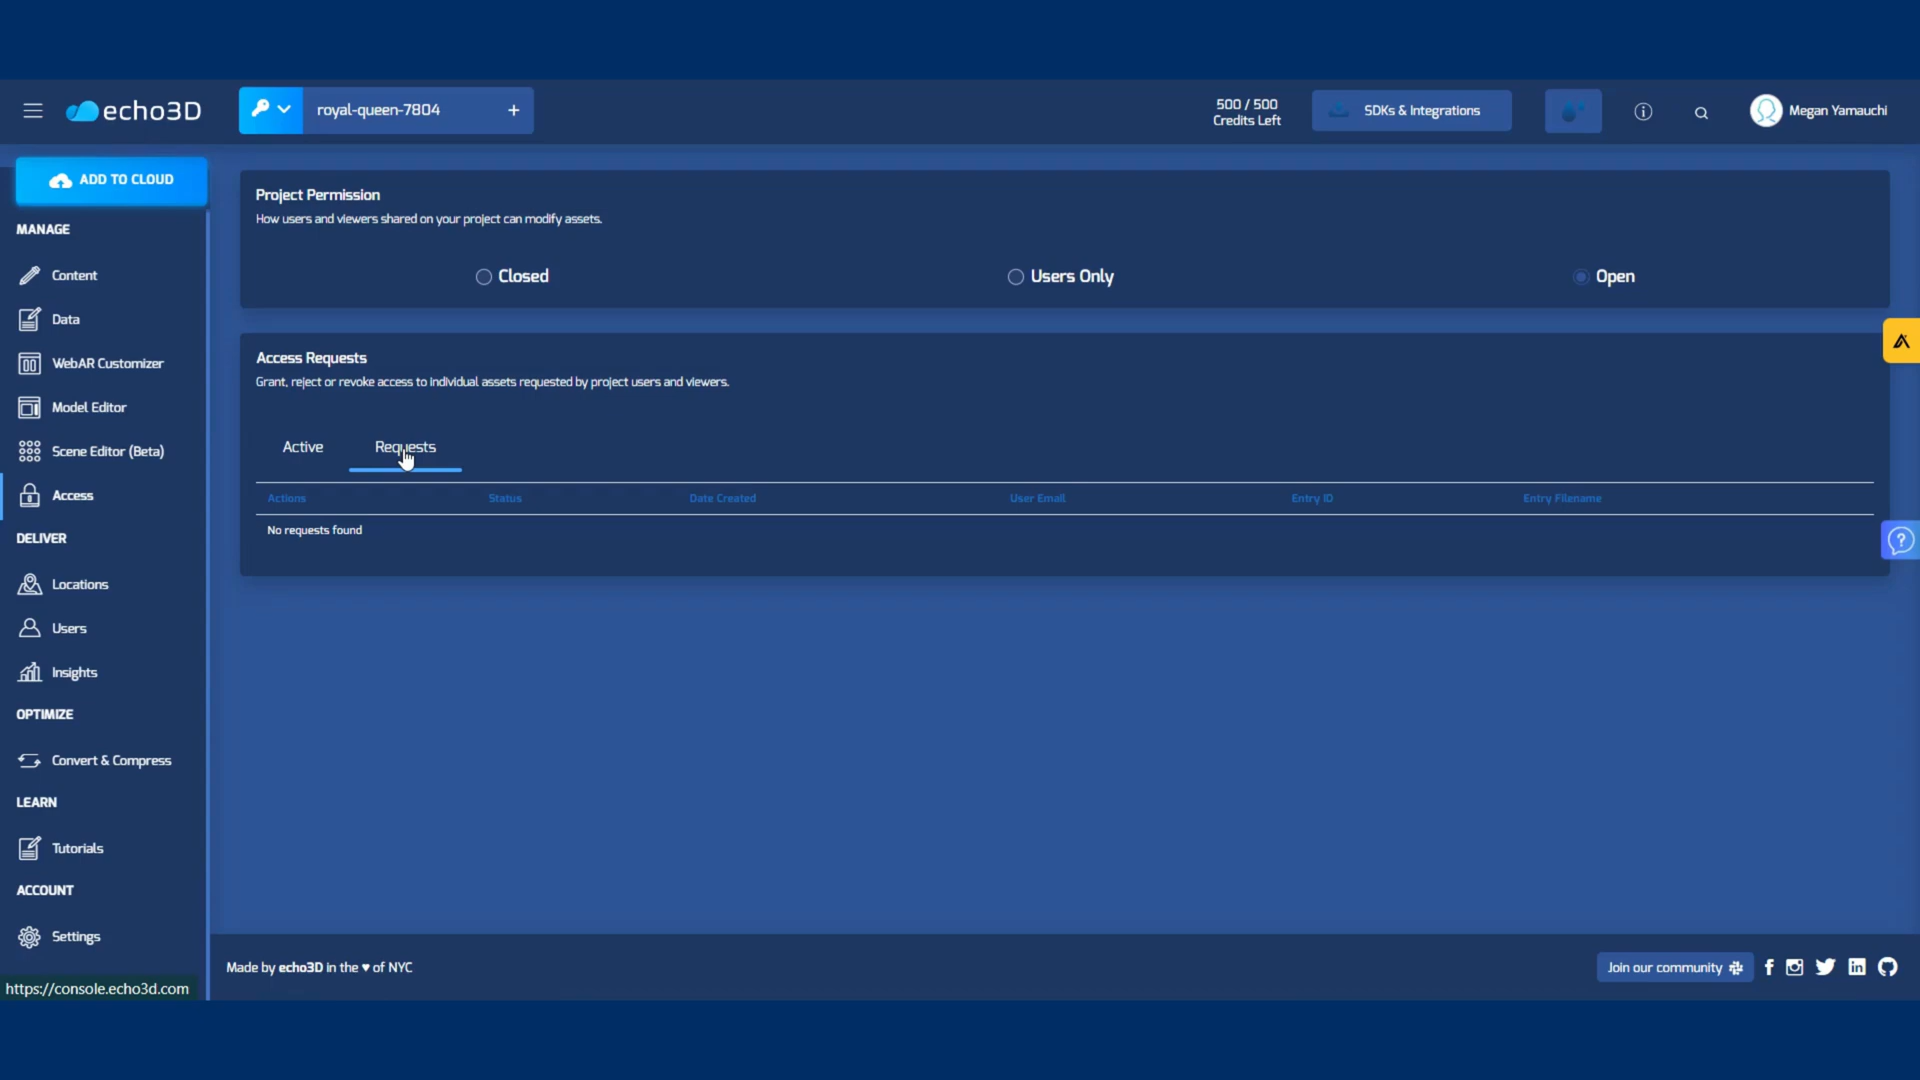 echo3D
royal-queen-7804
+
500 / 500
Credits Left
SDKs & Integrations
Megan Yamauchi
ADD TO CLOUD
MANAGE
Content
Data
WebAR Customizer
Model Editor
Scene Editor (Beta)
Access
DELIVER
Locations
Users
Insights
OPTIMIZE
Convert & Compress
LEARN
Tutorials
ACCOUNT
Settings
https://console.echo3d.com
Project Permission
How users and viewers shared on your project can modify assets.
Closed
Users Only
Open
Access Requests
Grant, reject or revoke access to individual assets requested by project users and viewers.
Active
Requests
Actions
Status
Date Created
User Email
Entry ID
Entry Filename
No requests found
Made by echo3D in the ♥ of NYC
Join our community